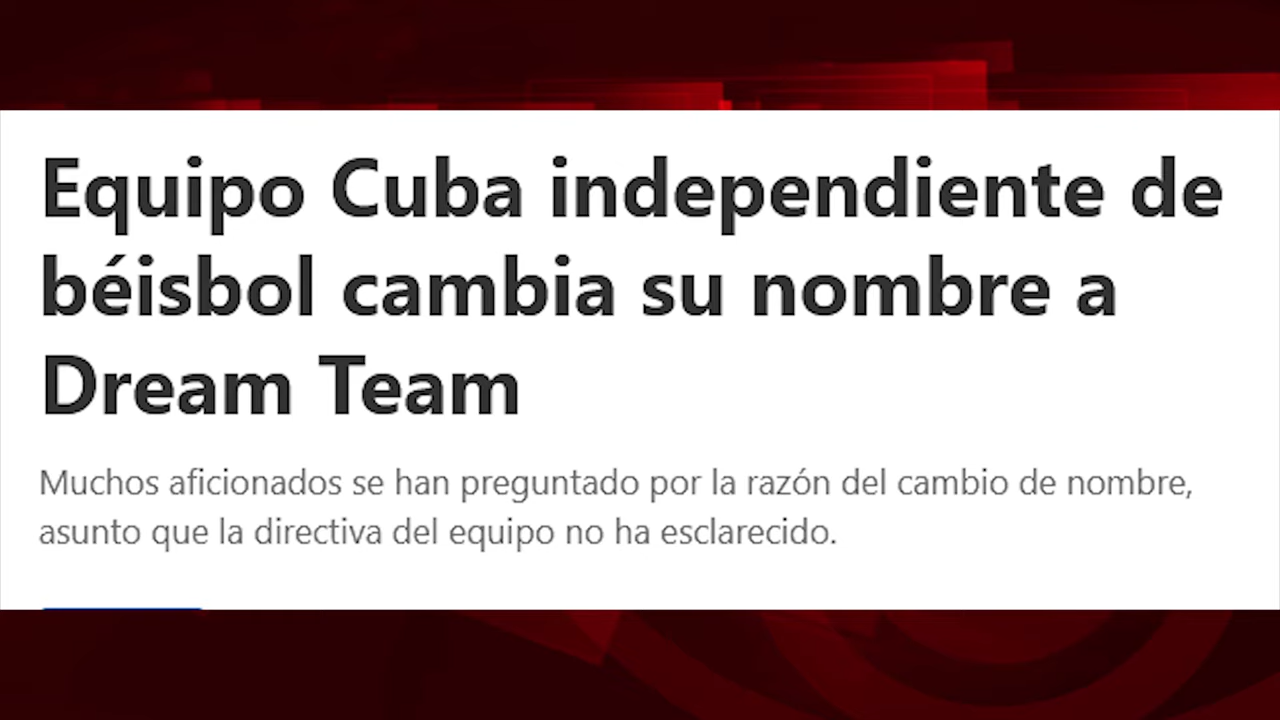 Equipo Cuba independiente de
béisbol cambia su nombre a
Dream Team
Muchos aficionados se han preguntado por la razón del cambio de nombre,
asunto que la directiva del equipo no ha esclarecido.